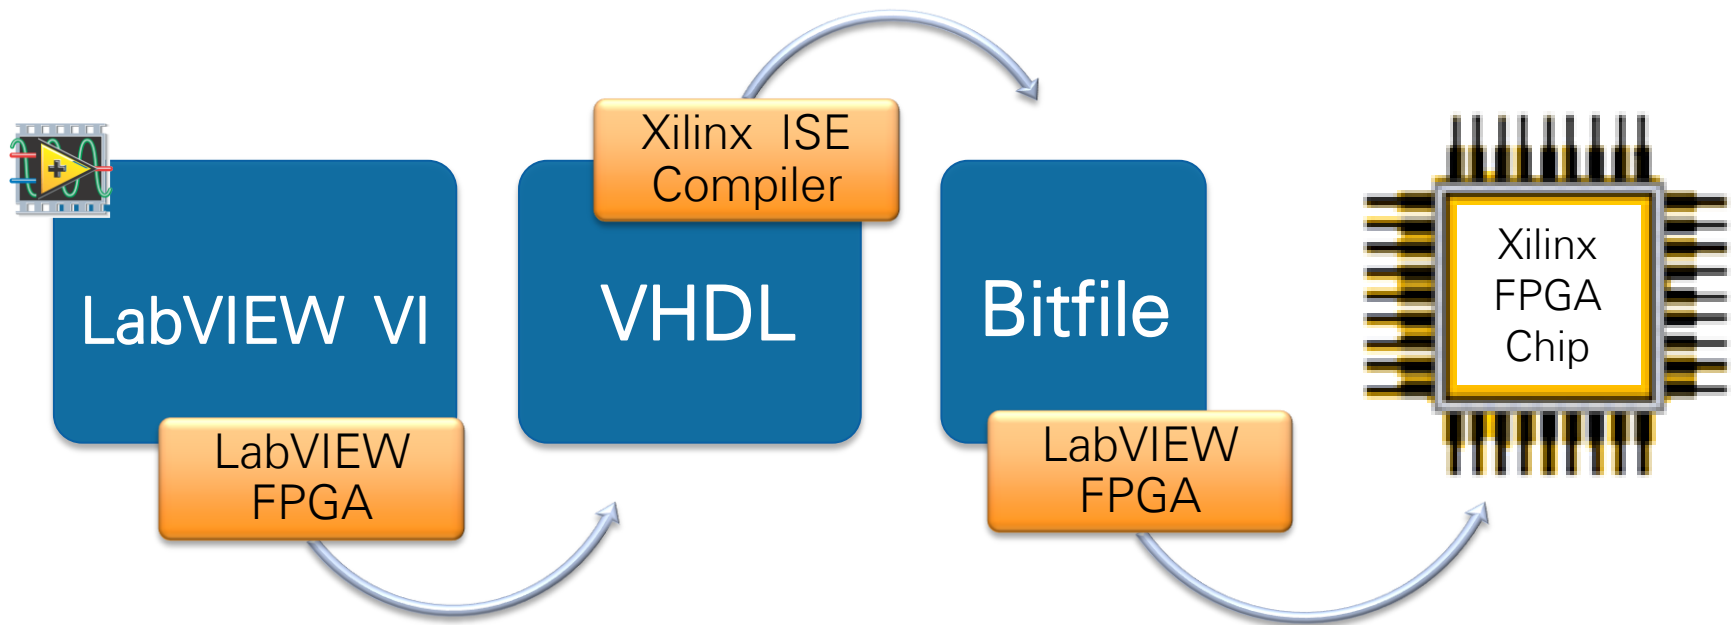 LabVIEW VI
LabVIEW
FPGA
VHDL
Xilinx ISE
Compiler
Bitfile
LabVIEW
FPGA
Xilinx
FPGA
Chip